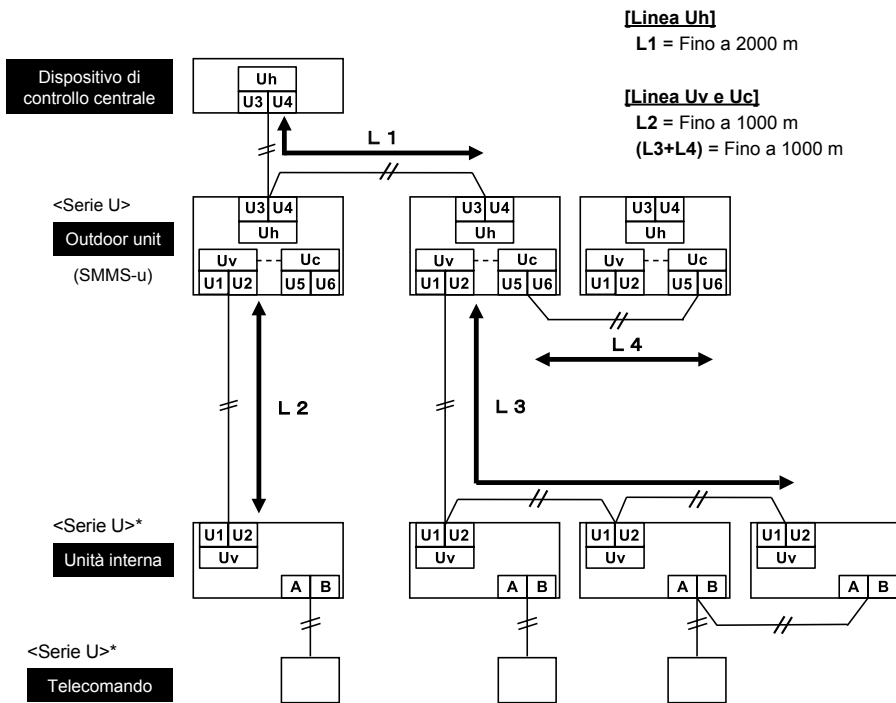 [Linea Uh]
L1 = Fino a 2000 m
Dispositivo di
controllo centrale
Uh
U3 U4
[Linea Uv e Uc]
L2 = Fino a 1000 m
(L3+L4) = Fino a 1000 m
L 1
<Serie U>
Outdoor unit
(SMMS-u)
U3 U4
Uh
Uv Uc
U1 U2 U5 U6
U3 U4
Uh
Uv Uc
U1 U2 U5 U6
U3 U4
Uh
Uv Uc
U1 U2 U5 U6
L 4
L 2
L 3
<Serie U>*
Unità interna
U1 U2
Uv
A B
U1 U2
Uv
A B
U1 U2
Uv
A B
U1 U2
Uv
A B
<Serie U>*
Telecomando